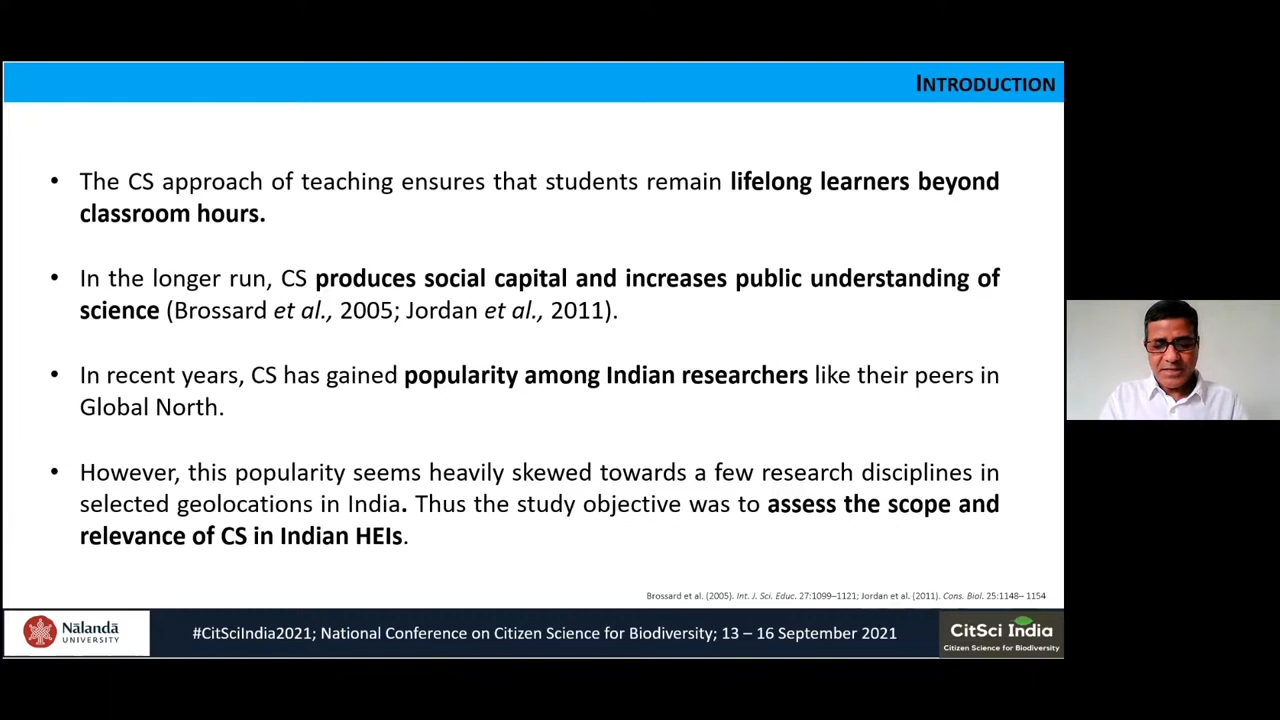 INTRODUCTION
• The CS approach of teaching ensures that students remain lifelong learners beyond
classroom hours.
• In the longer run, CS produces social capital and increases public understanding of
science (Brossard et al., 2005; Jordan et al., 2011).
• In recent years, CS has gained popularity among Indian researchers like their peers in
Global North.
• However, this popularity seems heavily skewed towards a few research disciplines in
selected geolocations in India. Thus the study objective was to assess the scope and
relevance of CS in Indian HEIs.
Brossard et al. (2005). Int. J. Sci. Educ. 27:1099–1121; Jordan et al. (2011). Cons. Biol. 25:1148– 1154
Nālandā
UNIVERSITY
#CitSciIndia2021; National Conference on Citizen Science for Biodiversity; 13 – 16 September 2021
CitSci India
Citizen Science for Biodiversity